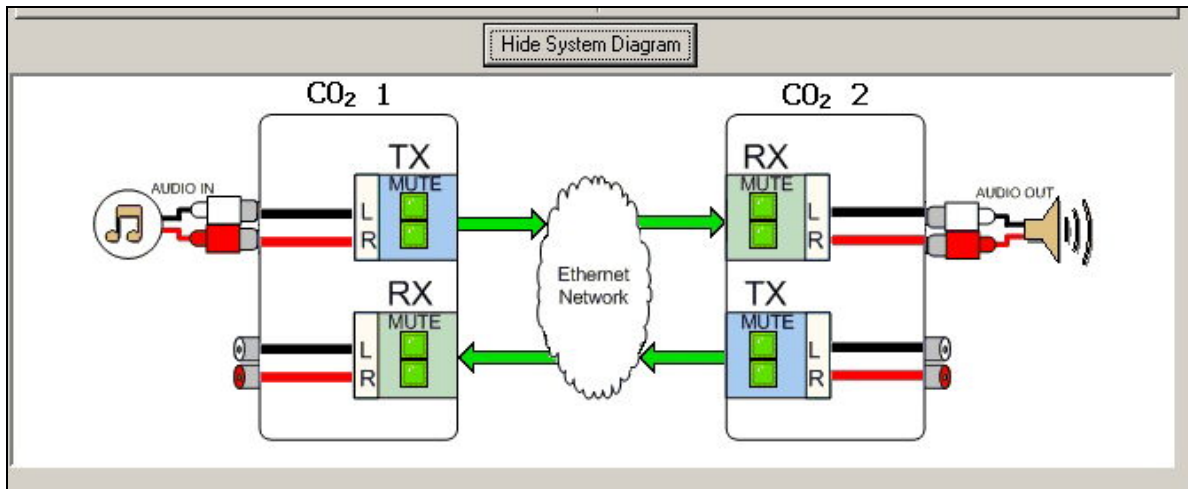 Hide System Diagram
CO₂ 1
CO₂ 2
TX
MUTE
L
R
AUDIO IN
RX
MUTE
L
R
AUDIO OUT
Ethernet
Network
RX
MUTE
L
R
TX
MUTE
L
R